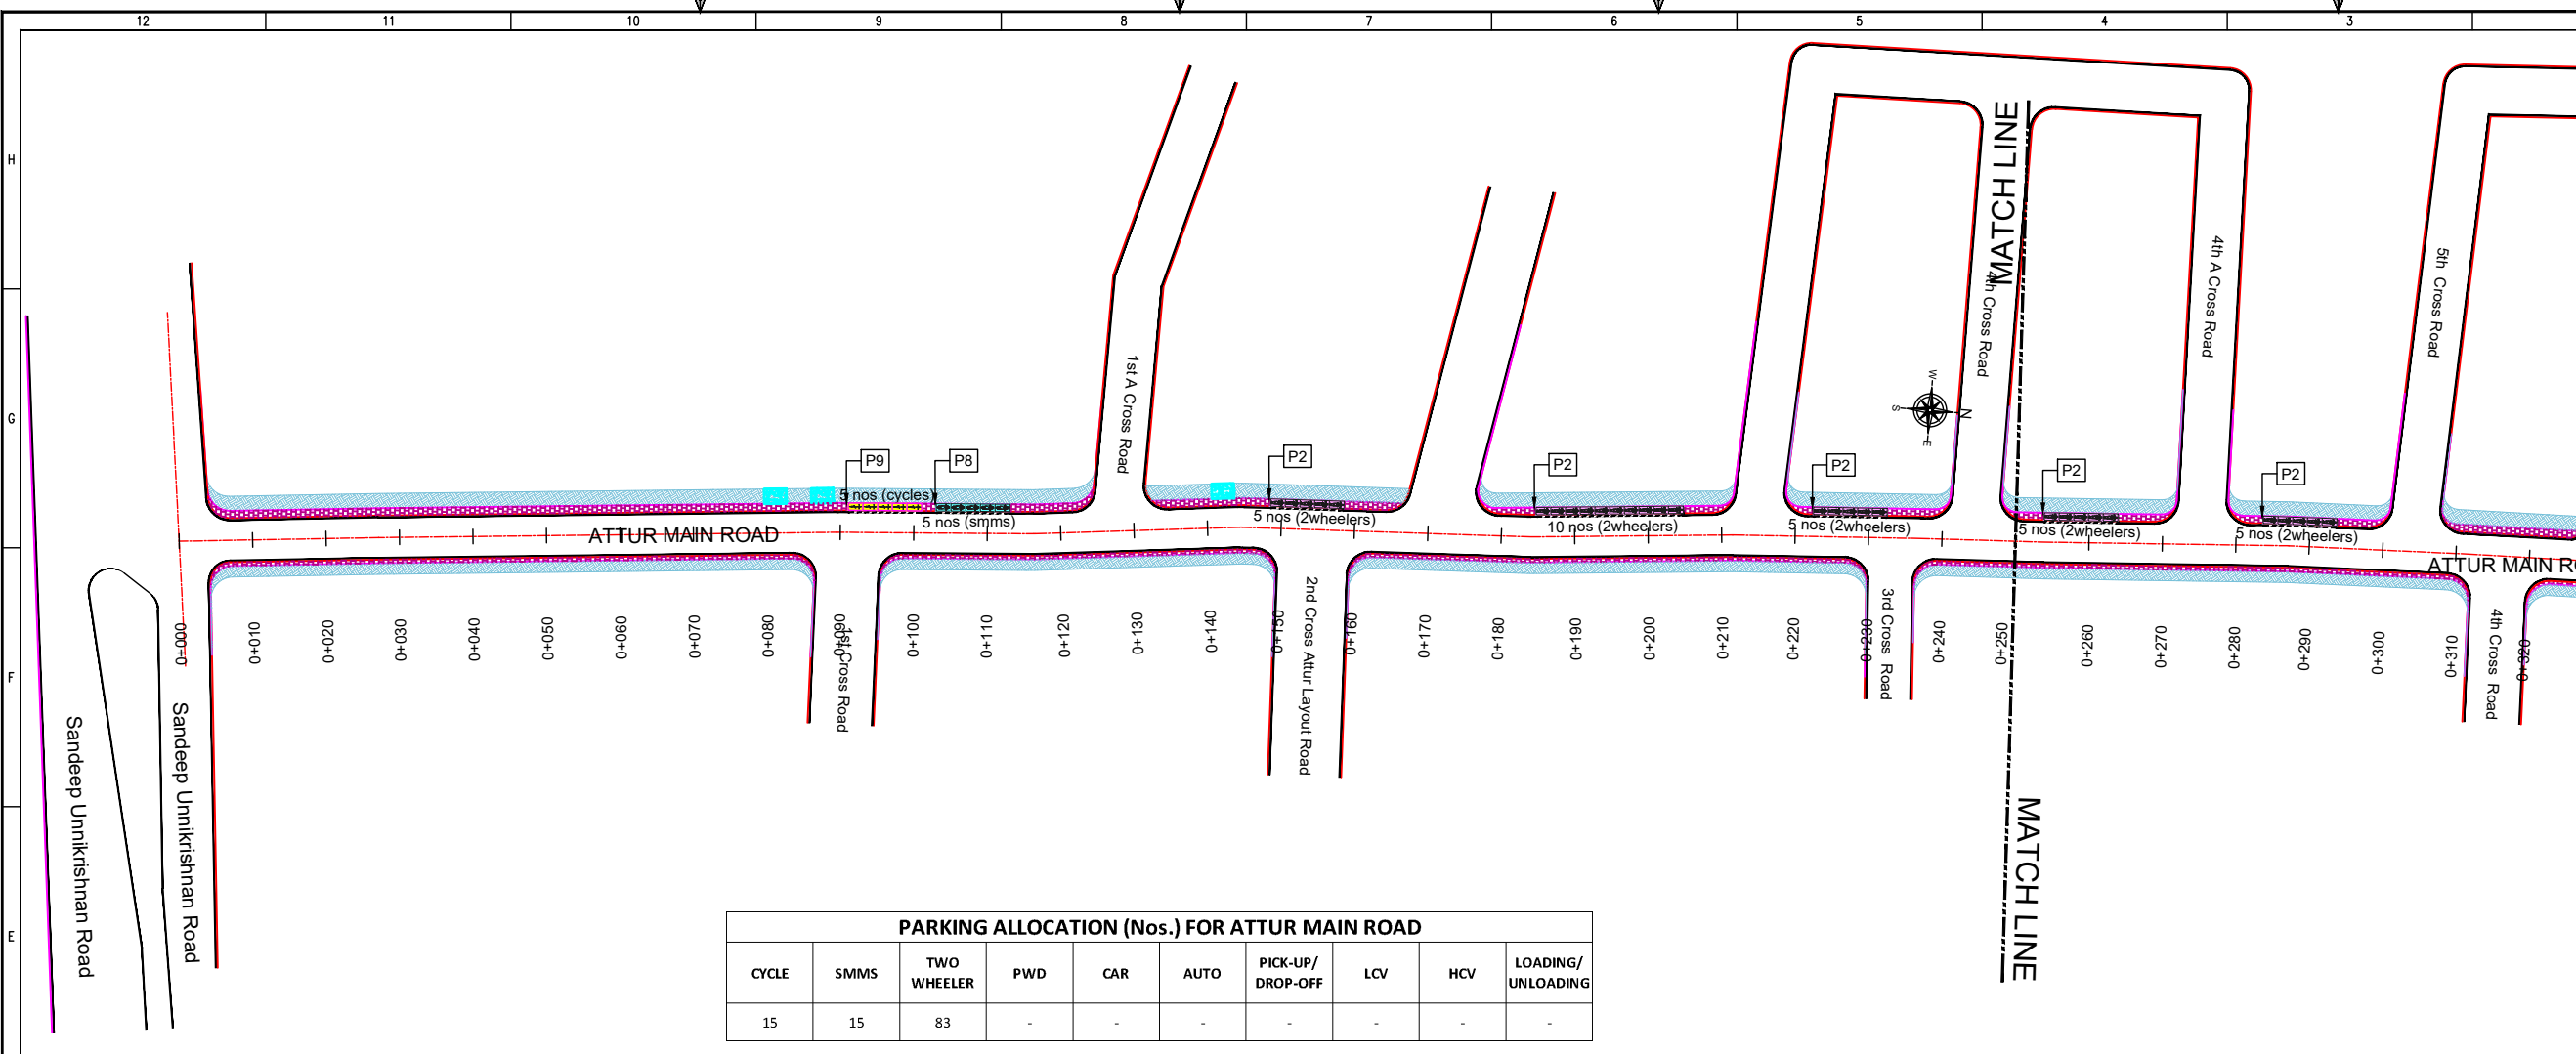 12 11 10 9 8 7 6 5 4 3
H
G
F
E
MATCH LINE
4th Cross Road
4th A Cross Road
5th Cross Road
1st A Cross Road
W
S
N
E
P9
P8
P2
P2
P2
P2
P2
5 nos (cycles)
5 nos (smms)
5 nos (2wheelers)
10 nos (2wheelers)
5 nos (2wheelers)
5 nos (2wheelers)
5 nos (2wheelers)
ATTUR MAIN ROAD
ATTUR MAIN RO
0+000 0+010 0+020 0+030 0+040 0+050 0+060 0+070 0+080 0+090 0+100 0+110 0+120 0+130 0+140 0+150 0+160 0+170 0+180 0+190 0+200 0+210 0+220 0+230 0+240 0+250 0+260 0+270 0+280 0+290 0+300 0+310 0+320
1st Cross Road
2nd Cross Attur Layout Road
3rd Cross Road
4th Cross Road
Sandeep Unnikrishnan Road
Sandeep Unnikrishnan Road
MATCH LINE
PARKING ALLOCATION (Nos.) FOR ATTUR MAIN ROAD
CYCLE SMMS TWO WHEELER PWD CAR AUTO PICK-UP/ DROP-OFF LCV HCV LOADING/ UNLOADING
15 15 83 - - - - - - -